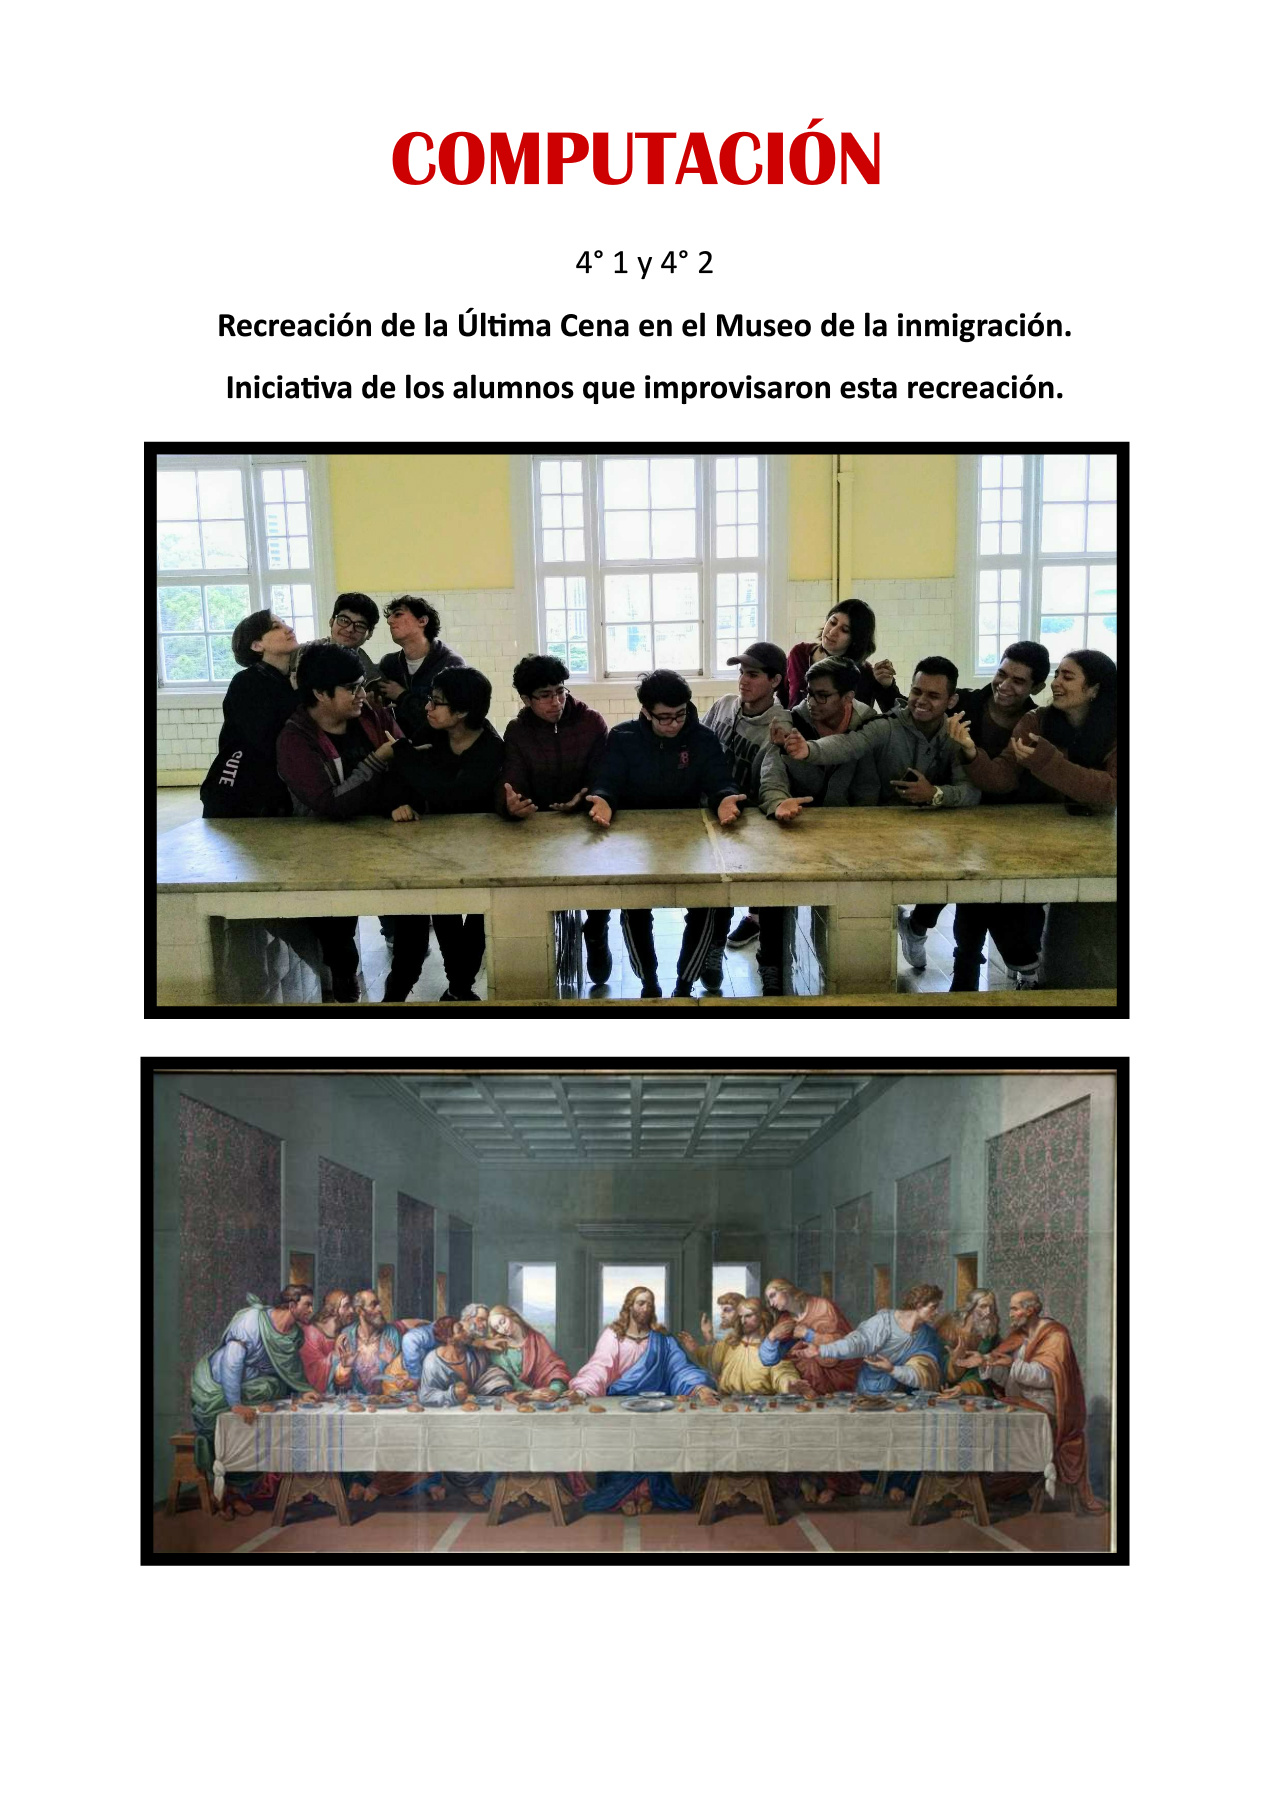 COMPUTACIÓN
4° 1 y 4° 2
Recreación de la Última Cena en el Museo de la inmigración.
Iniciativa de los alumnos que improvisaron esta recreación.
CUTE